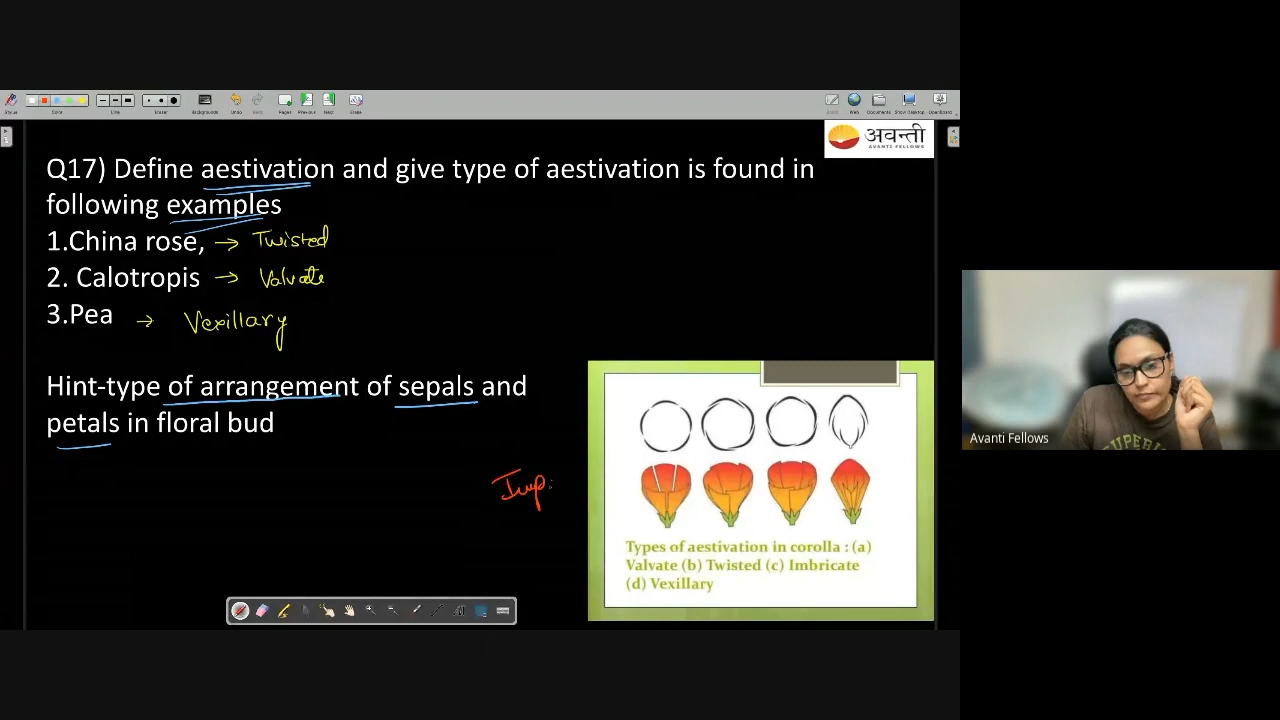 अवन्ती
AVANTI FELLOWS
Q17) Define aestivation and give type of aestivation is found in
following examples
1.China rose, → Twisted
2. Calotropis → Valvate
3.Pea → Vexillary
Hint-type of arrangement of sepals and
petals in floral bud
Imp.
Types of aestivation in corolla : (a)
Valvate (b) Twisted (c) Imbricate
(d) Vexillary
Avanti Fellows